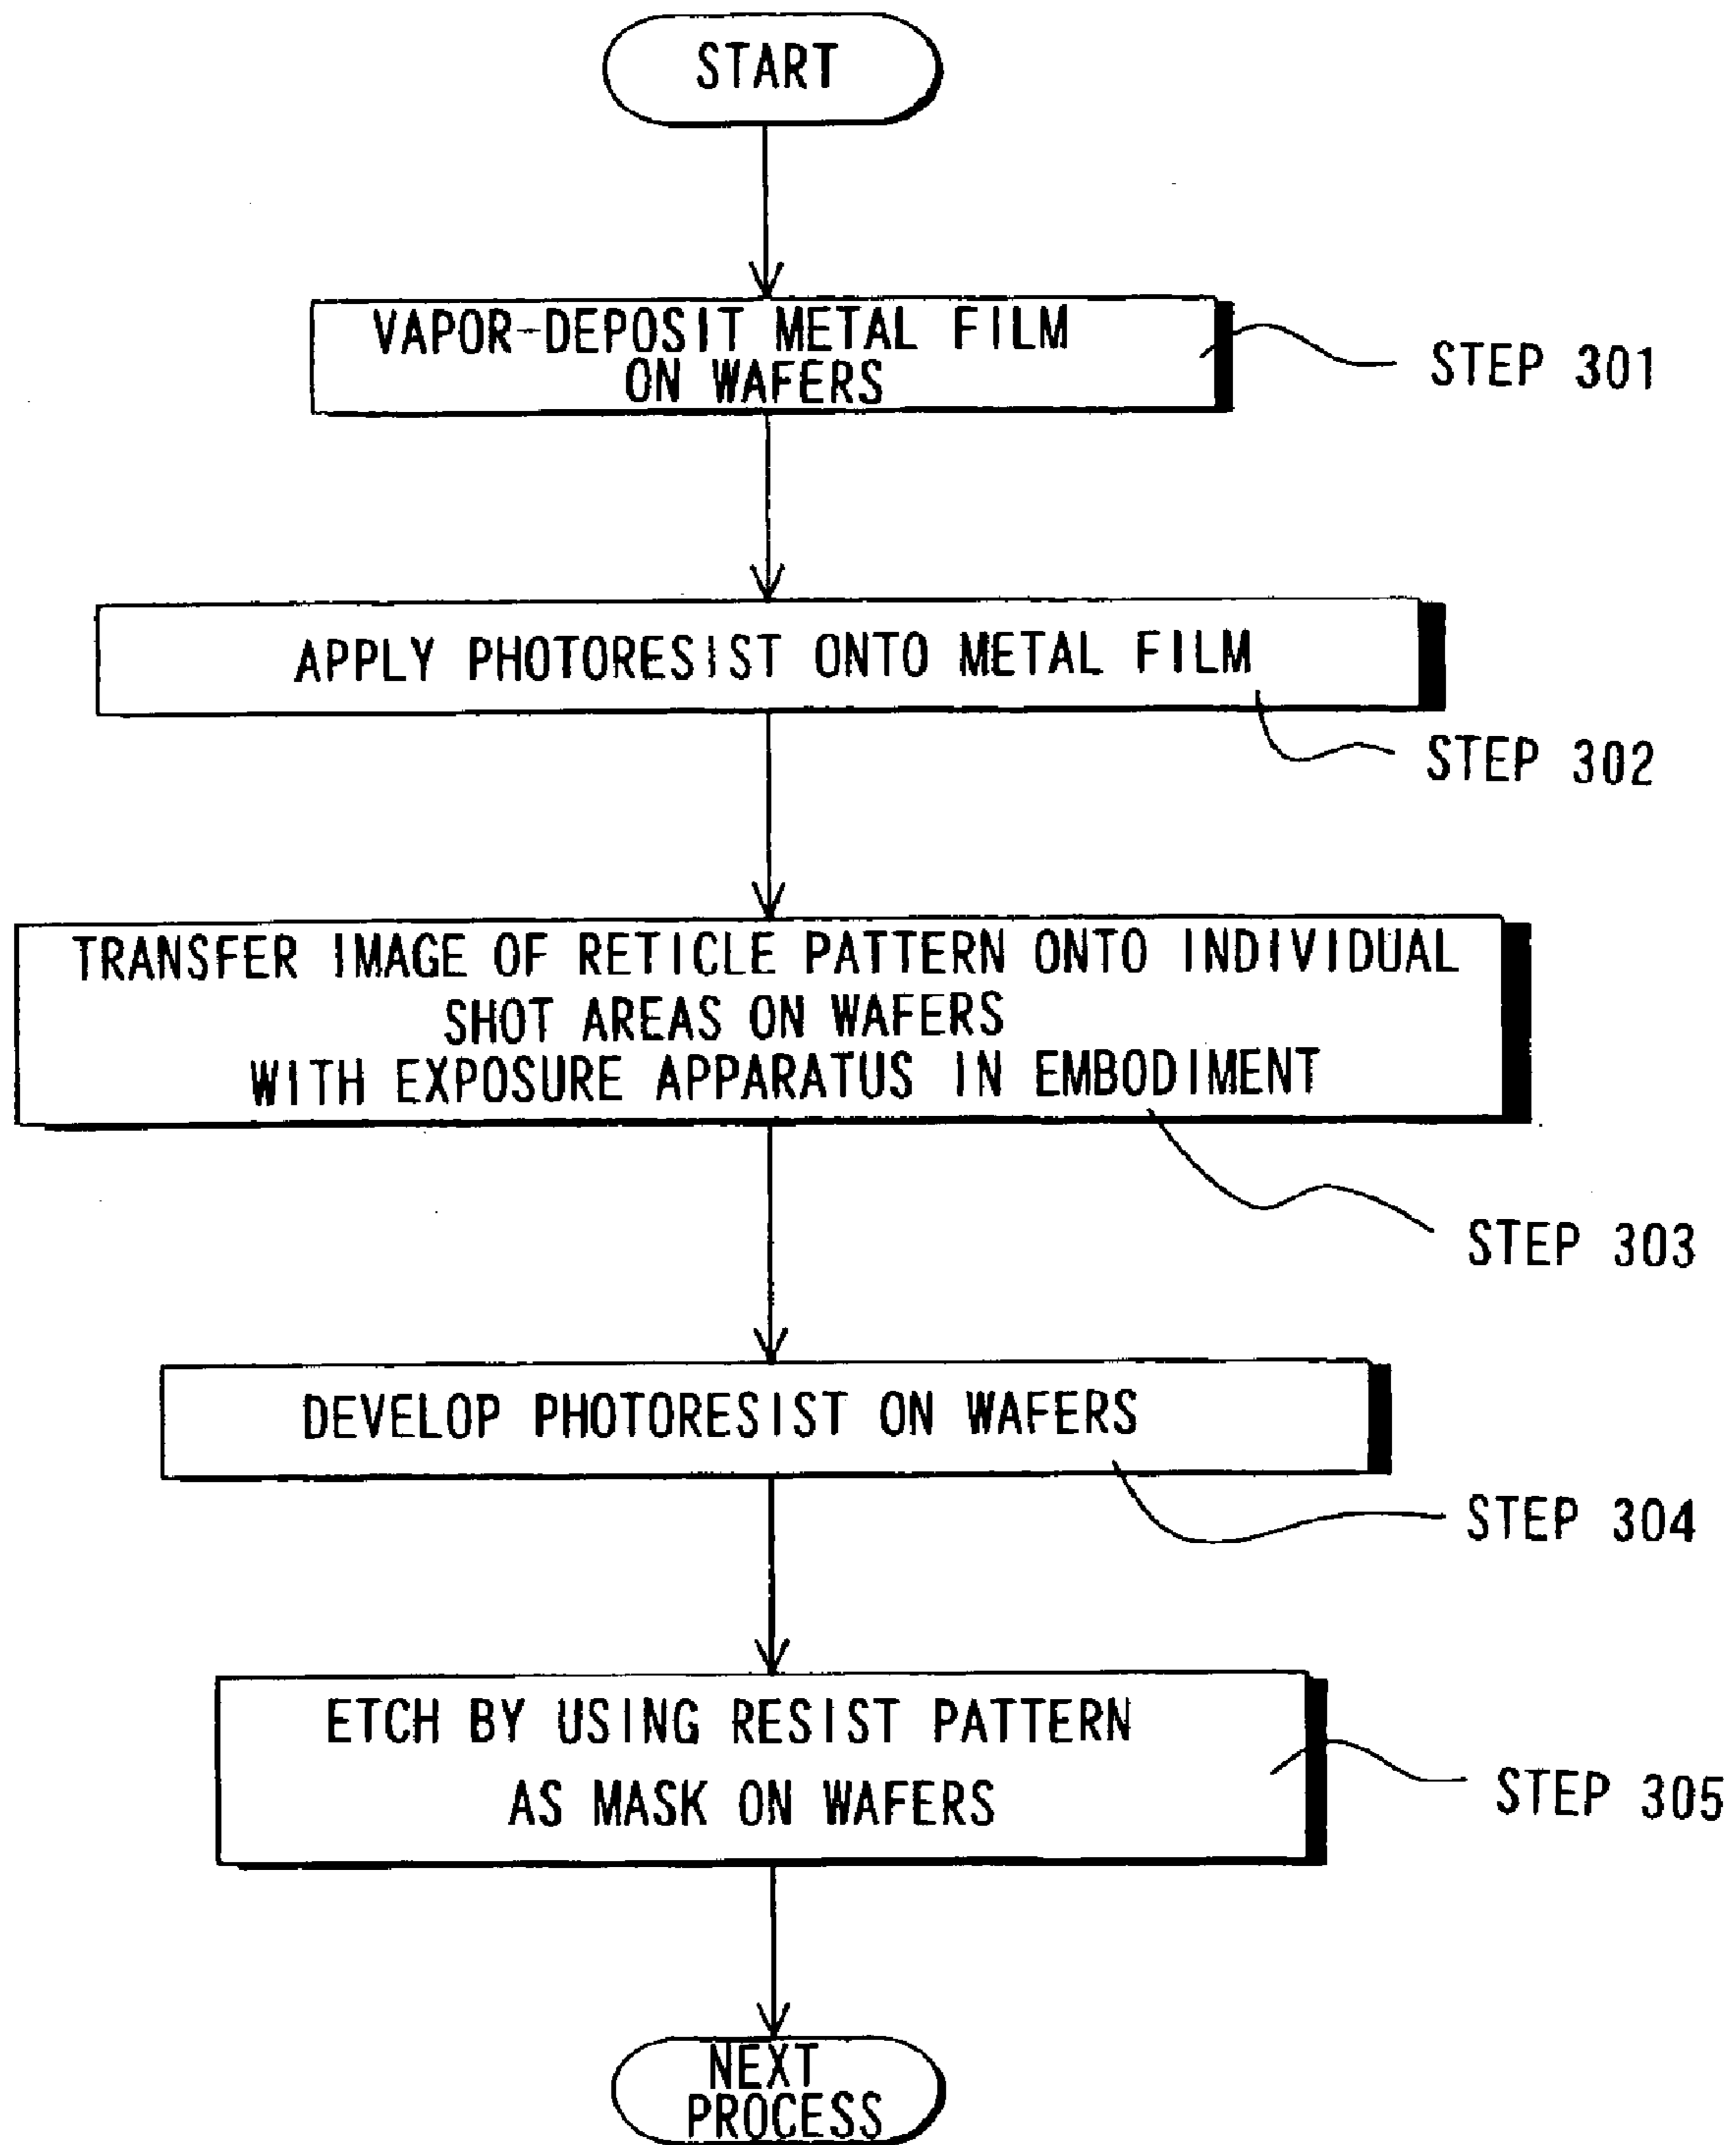 START
VAPOR-DEPOSIT METAL FILM
ON WAFERS
STEP 301
APPLY PHOTORESIST ONTO METAL FILM
STEP 302
TRANSFER IMAGE OF RETICLE PATTERN ONTO INDIVIDUAL
SHOT AREAS ON WAFERS
WITH EXPOSURE APPARATUS IN EMBODIMENT
STEP 303
DEVELOP PHOTORESIST ON WAFERS
STEP 304
ETCH BY USING RESIST PATTERN
AS MASK ON WAFERS
STEP 305
NEXT
PROCESS